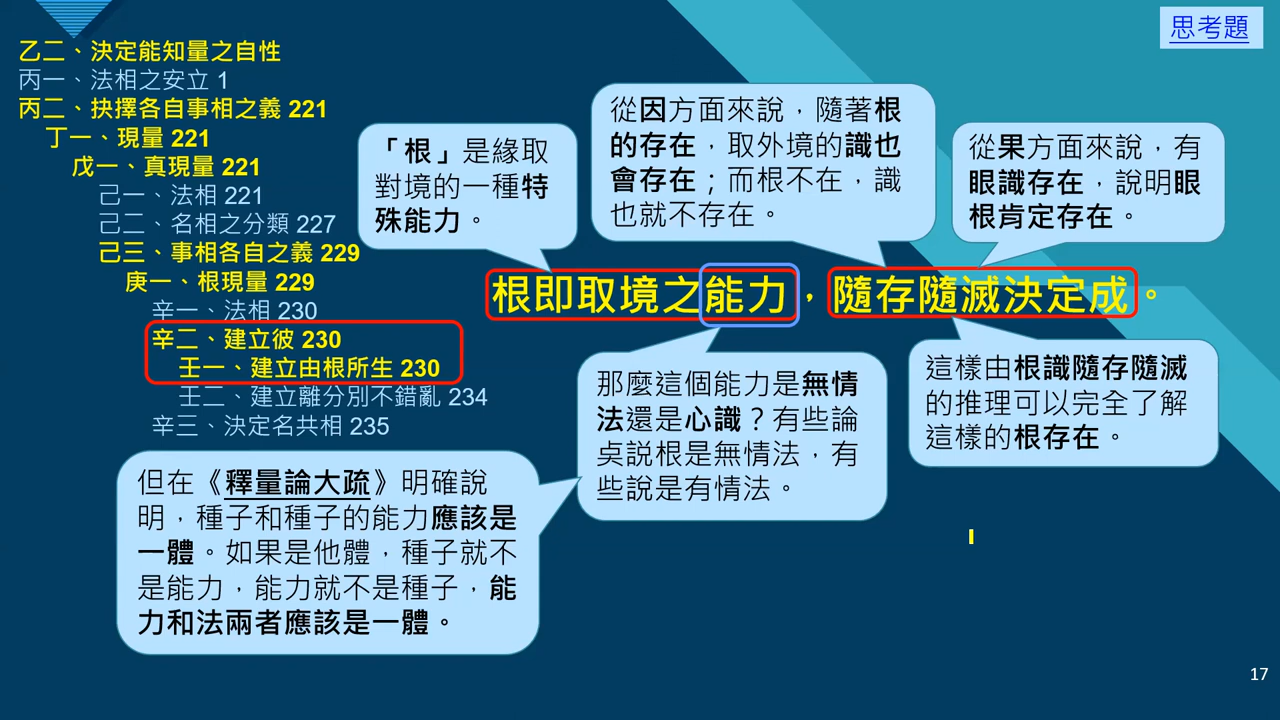 思考題
乙二、決定能知量之自性
丙一、法相之安立 1
丙二、抉擇各自事相之義 221
丁一、現量 221
戊一、真現量 221
己一、法相 221
己二、名相之分類 227
己三、事相各自之義 229
庚一、根現量 229
辛一、法相 230
辛二、建立彼 230
壬一、建立由根所生 230
壬二、建立離分別不錯亂 234
辛三、決定名共相 235
「根」是緣取
對境的一種特
殊能力。
從因方面來說，隨著根
的存在，取外境的識也
會存在；而根不在，識
也就不存在。
從果方面來說，有
眼識存在，說明眼
根肯定存在。
根即取境之能力，隨存隨滅決定成。
那麼這個能力是無情
法還是心識？有些論
桌説根是無情法，有
些說是有情法。
這樣由根識隨存隨滅
的推理可以完全了解
這樣的根存在。
但在《釋量論大疏》明確說
明，種子和種子的能力應該是
一體。如果是他體，種子就不
是能力，能力就不是種子，能
力和法兩者應該是一體。
17